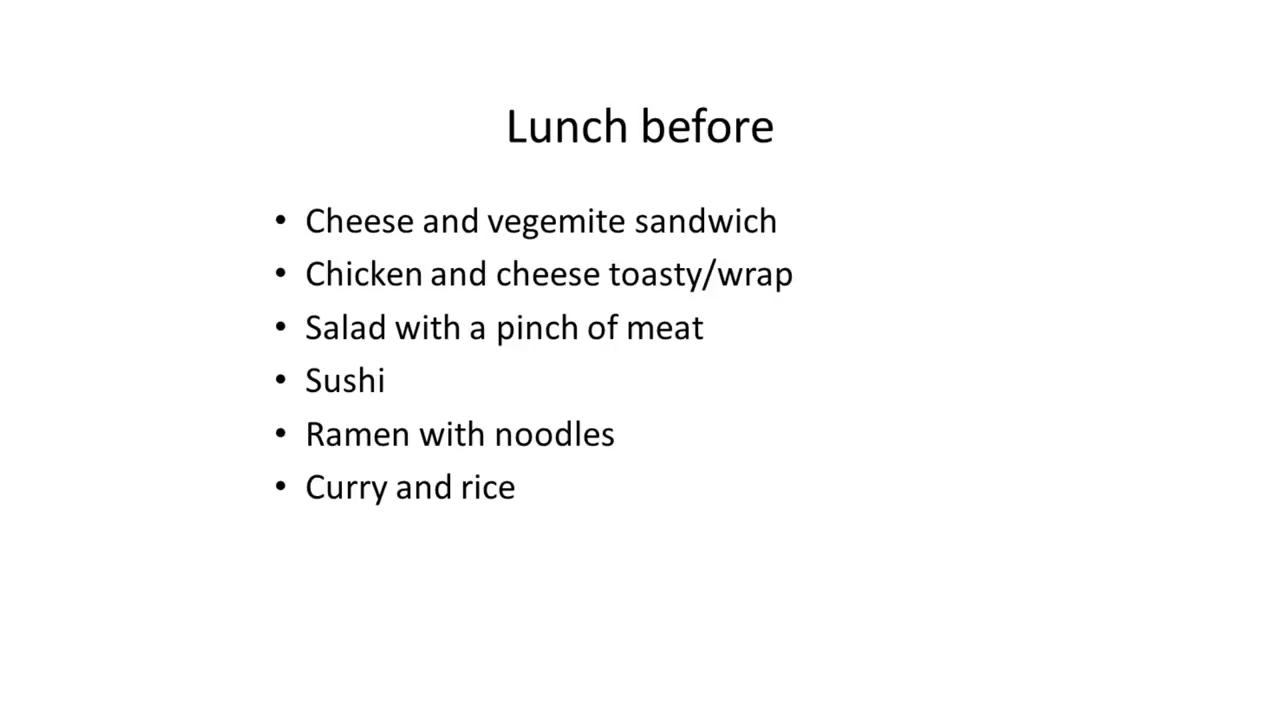 Lunch before
• Cheese and vegemite sandwich
• Chicken and cheese toasty/wrap
• Salad with a pinch of meat
• Sushi
• Ramen with noodles
• Curry and rice